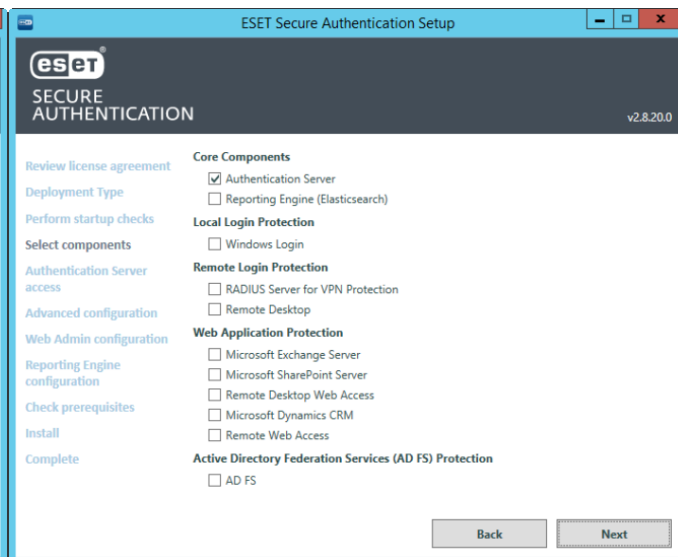 ESET Secure Authentication Setup
eset
SECURE
AUTHENTICATION
v2.8.20.0
Review license agreement
Deployment Type
Perform startup checks
Select components
Authentication Server
access
Advanced configuration
Web Admin configuration
Reporting Engine
configuration
Check prerequisites
Install
Complete
Core Components
Authentication Server
Reporting Engine (Elasticsearch)
Local Login Protection
Windows Login
Remote Login Protection
RADIUS Server for VPN Protection
Remote Desktop
Web Application Protection
Microsoft Exchange Server
Microsoft SharePoint Server
Remote Desktop Web Access
Microsoft Dynamics CRM
Remote Web Access
Active Directory Federation Services (AD FS) Protection
AD FS
Back
Next